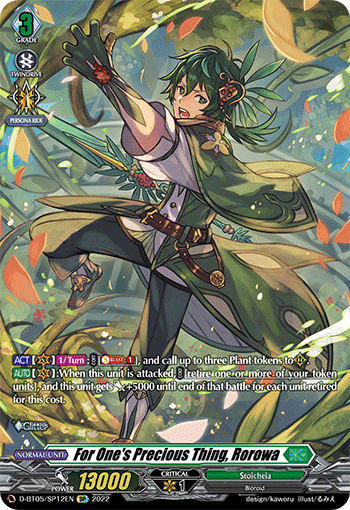 3
GRADE
TWINDRIVE
PERSONA RIDE
ACT [ ] 1/Turn : [ BLAST 1 ], and call up to three Plant tokens to .
AUTO [ ] :When this unit is attacked, [retire one or more of your token
units], and this unit gets +5000 until end of that battle for each unit retired
for this cost.
Glitter
NORMAL UNIT
For One's Precious Thing, Rorowa
POWER 13000
CRITICAL
1
Stoicheia
Bioroid
D-BT05/SP12EN SP 2022
design/kaworu illust/るみえ